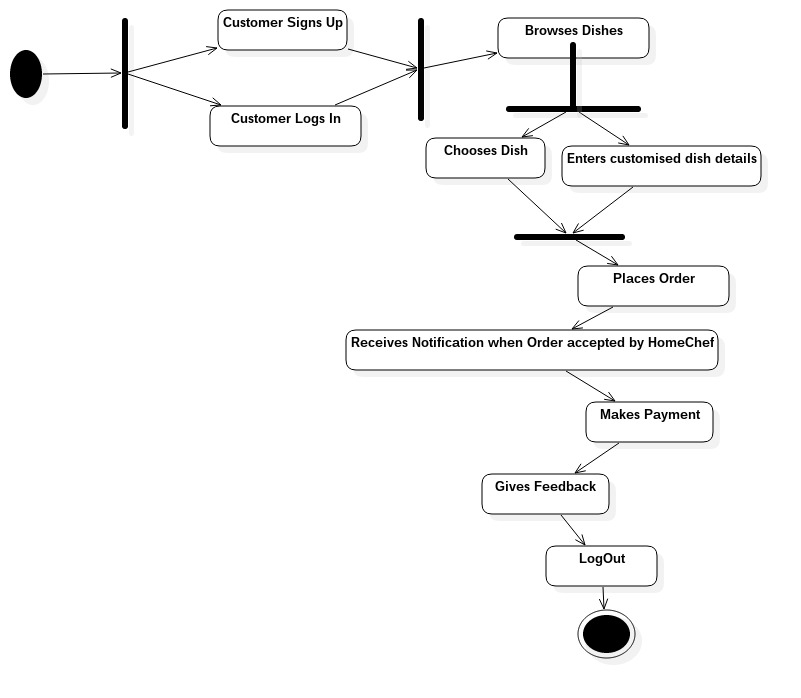 Customer Signs Up
Customer Logs In
Browses Dishes
Chooses Dish
Enters customised dish details
Places Order
Receives Notification when Order accepted by HomeChef
Makes Payment
Gives Feedback
LogOut